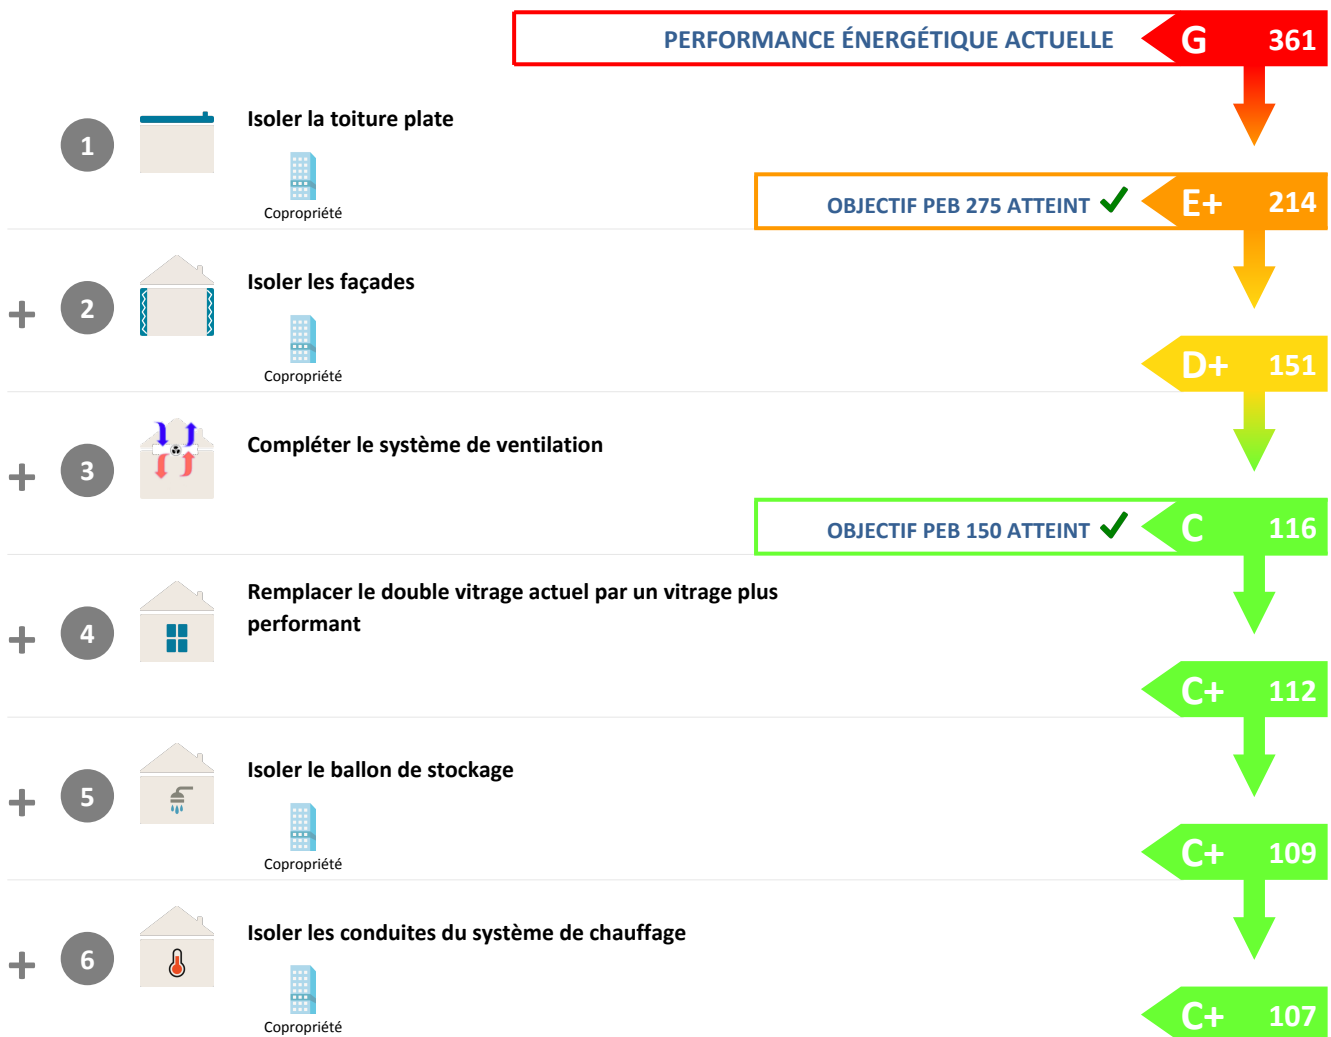 PERFORMANCE ÉNERGÉTIQUE ACTUELLE G 361
1 Isoler la toiture plate
Copropriété
OBJECTIF PEB 275 ATTEINT E+ 214
+ 2 Isoler les façades
Copropriété
D+ 151
+ 3 Compléter le système de ventilation
OBJECTIF PEB 150 ATTEINT C 116
+ 4 Remplacer le double vitrage actuel par un vitrage plus
performant
C+ 112
+ 5 Isoler le ballon de stockage
Copropriété
C+ 109
+ 6 Isoler les conduites du système de chauffage
Copropriété
C+ 107